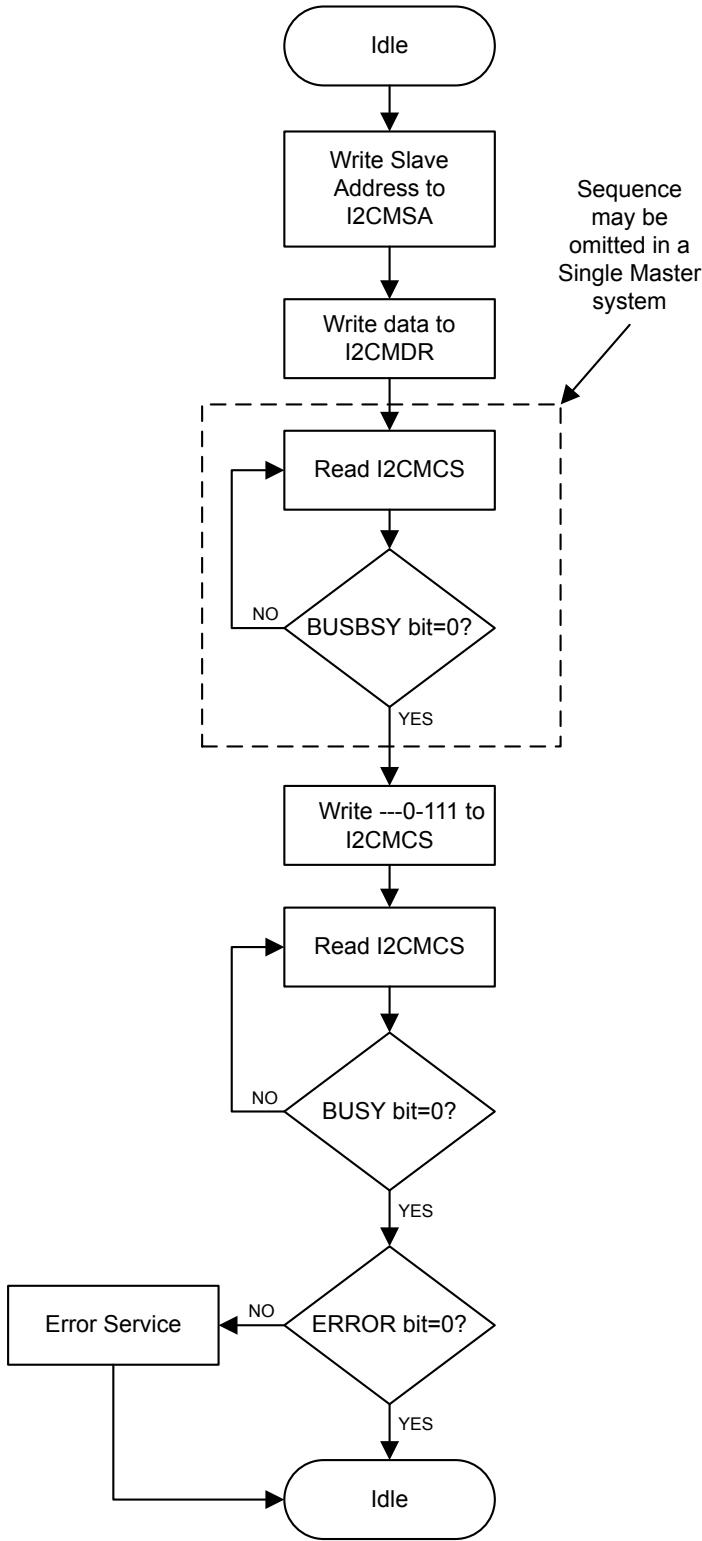 Idle
Write Slave
Address to
I2CMSA
Sequence
may be
omitted in a
Single Master
system
Write data to
I2CMDR
Read I2CMCS
BUSBSY bit=0?
NO
YES
Write ---0-111 to
I2CMCS
Read I2CMCS
BUSY bit=0?
NO
YES
ERROR bit=0?
NO
Error Service
YES
Idle